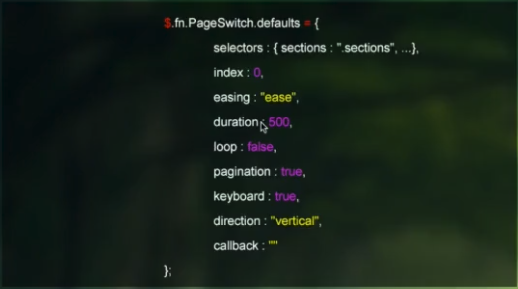 $.fn.PageSwitch.defaults = {
selectors : { sections : ".sections", ...},
index : 0,
easing : "ease",
duration : 500,
loop : false,
pagination : true,
keyboard : true,
direction : "vertical",
callback : ""
};